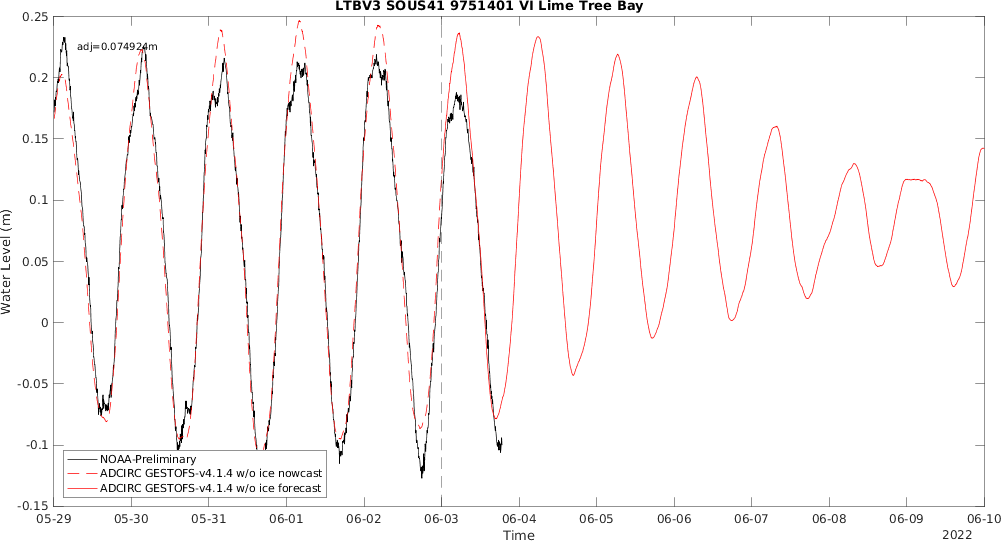 LTBV3 SOUS41 9751401 VI Lime Tree Bay
adj=0.074924m
0.25
0.2
0.15
0.1
0.05
0
-0.05
-0.1
-0.15
Water Level (m)
NOAA-Preliminary
ADCIRC GESTOFS-v4.1.4 w/o ice nowcast
ADCIRC GESTOFS-v4.1.4 w/o ice forecast
05-29 05-30 05-31 06-01 06-02 06-03 06-04 06-05 06-06 06-07 06-08 06-09 06-10
Time
2022